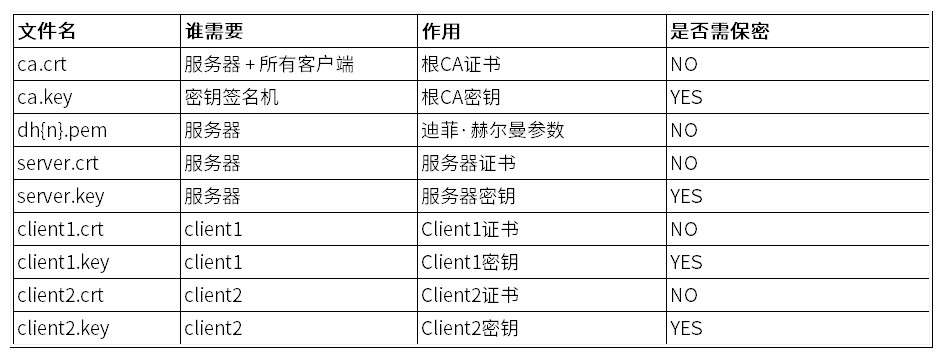 文件名 谁需要 作用 是否需保密
ca.crt 服务器 + 所有客户端 根CA证书 NO
ca.key 密钥签名机 根CA密钥 YES
dh{n}.pem 服务器 迪菲·赫尔曼参数 NO
server.crt 服务器 服务器证书 NO
server.key 服务器 服务器密钥 YES
client1.crt client1 Client1证书 NO
client1.key client1 Client1密钥 YES
client2.crt client2 Client2证书 NO
client2.key client2 Client2密钥 YES